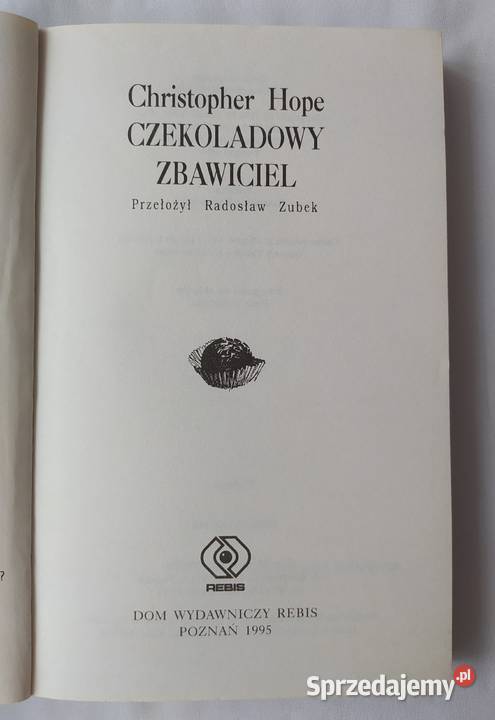 Christopher Hope
CZEKOLADOWY
ZBAWICIEL
Przełożył Radosław Zubek
REBIS
DOM WYDAWNICZY REBIS
POZNAŃ 1995
?
Sprzedajemy.pl